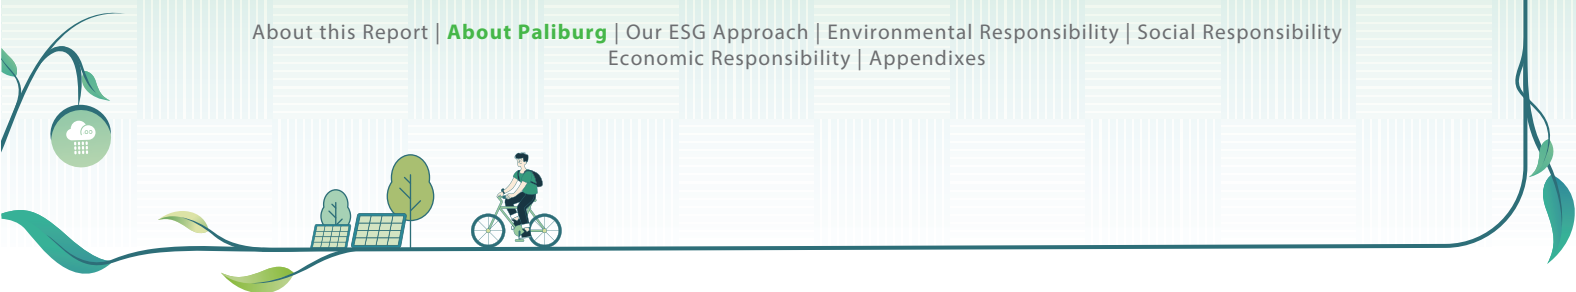 About this Report | About Paliburg | Our ESG Approach | Environmental Responsibility | Social Responsibility
Economic Responsibility | Appendixes